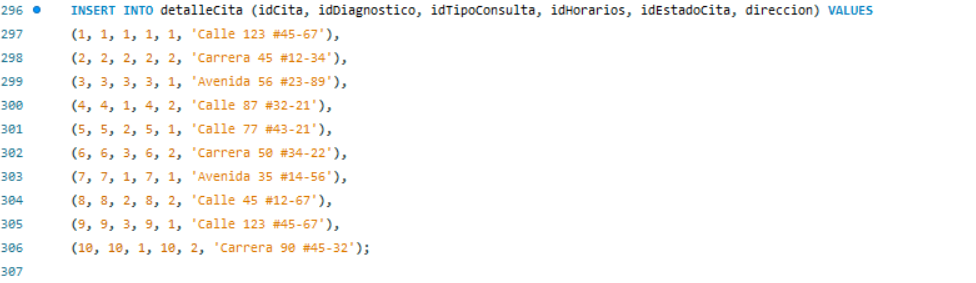 296 INSERT INTO detalleCita (idCita, idDiagnostico, idTipoConsulta, idHorarios, idEstadoCita, direccion) VALUES
297 (1, 1, 1, 1, 1, 'Calle 123 #45-67'),
298 (2, 2, 2, 2, 2, 'Carrera 45 #12-34'),
299 (3, 3, 3, 3, 1, 'Avenida 56 #23-89'),
300 (4, 4, 1, 4, 2, 'Calle 87 #32-21'),
301 (5, 5, 2, 5, 1, 'Calle 77 #43-21'),
302 (6, 6, 3, 6, 2, 'Carrera 50 #34-22'),
303 (7, 7, 1, 7, 1, 'Avenida 35 #14-56'),
304 (8, 8, 2, 8, 2, 'Calle 45 #12-67'),
305 (9, 9, 3, 9, 1, 'Calle 123 #45-67'),
306 (10, 10, 1, 10, 2, 'Carrera 90 #45-32');
307